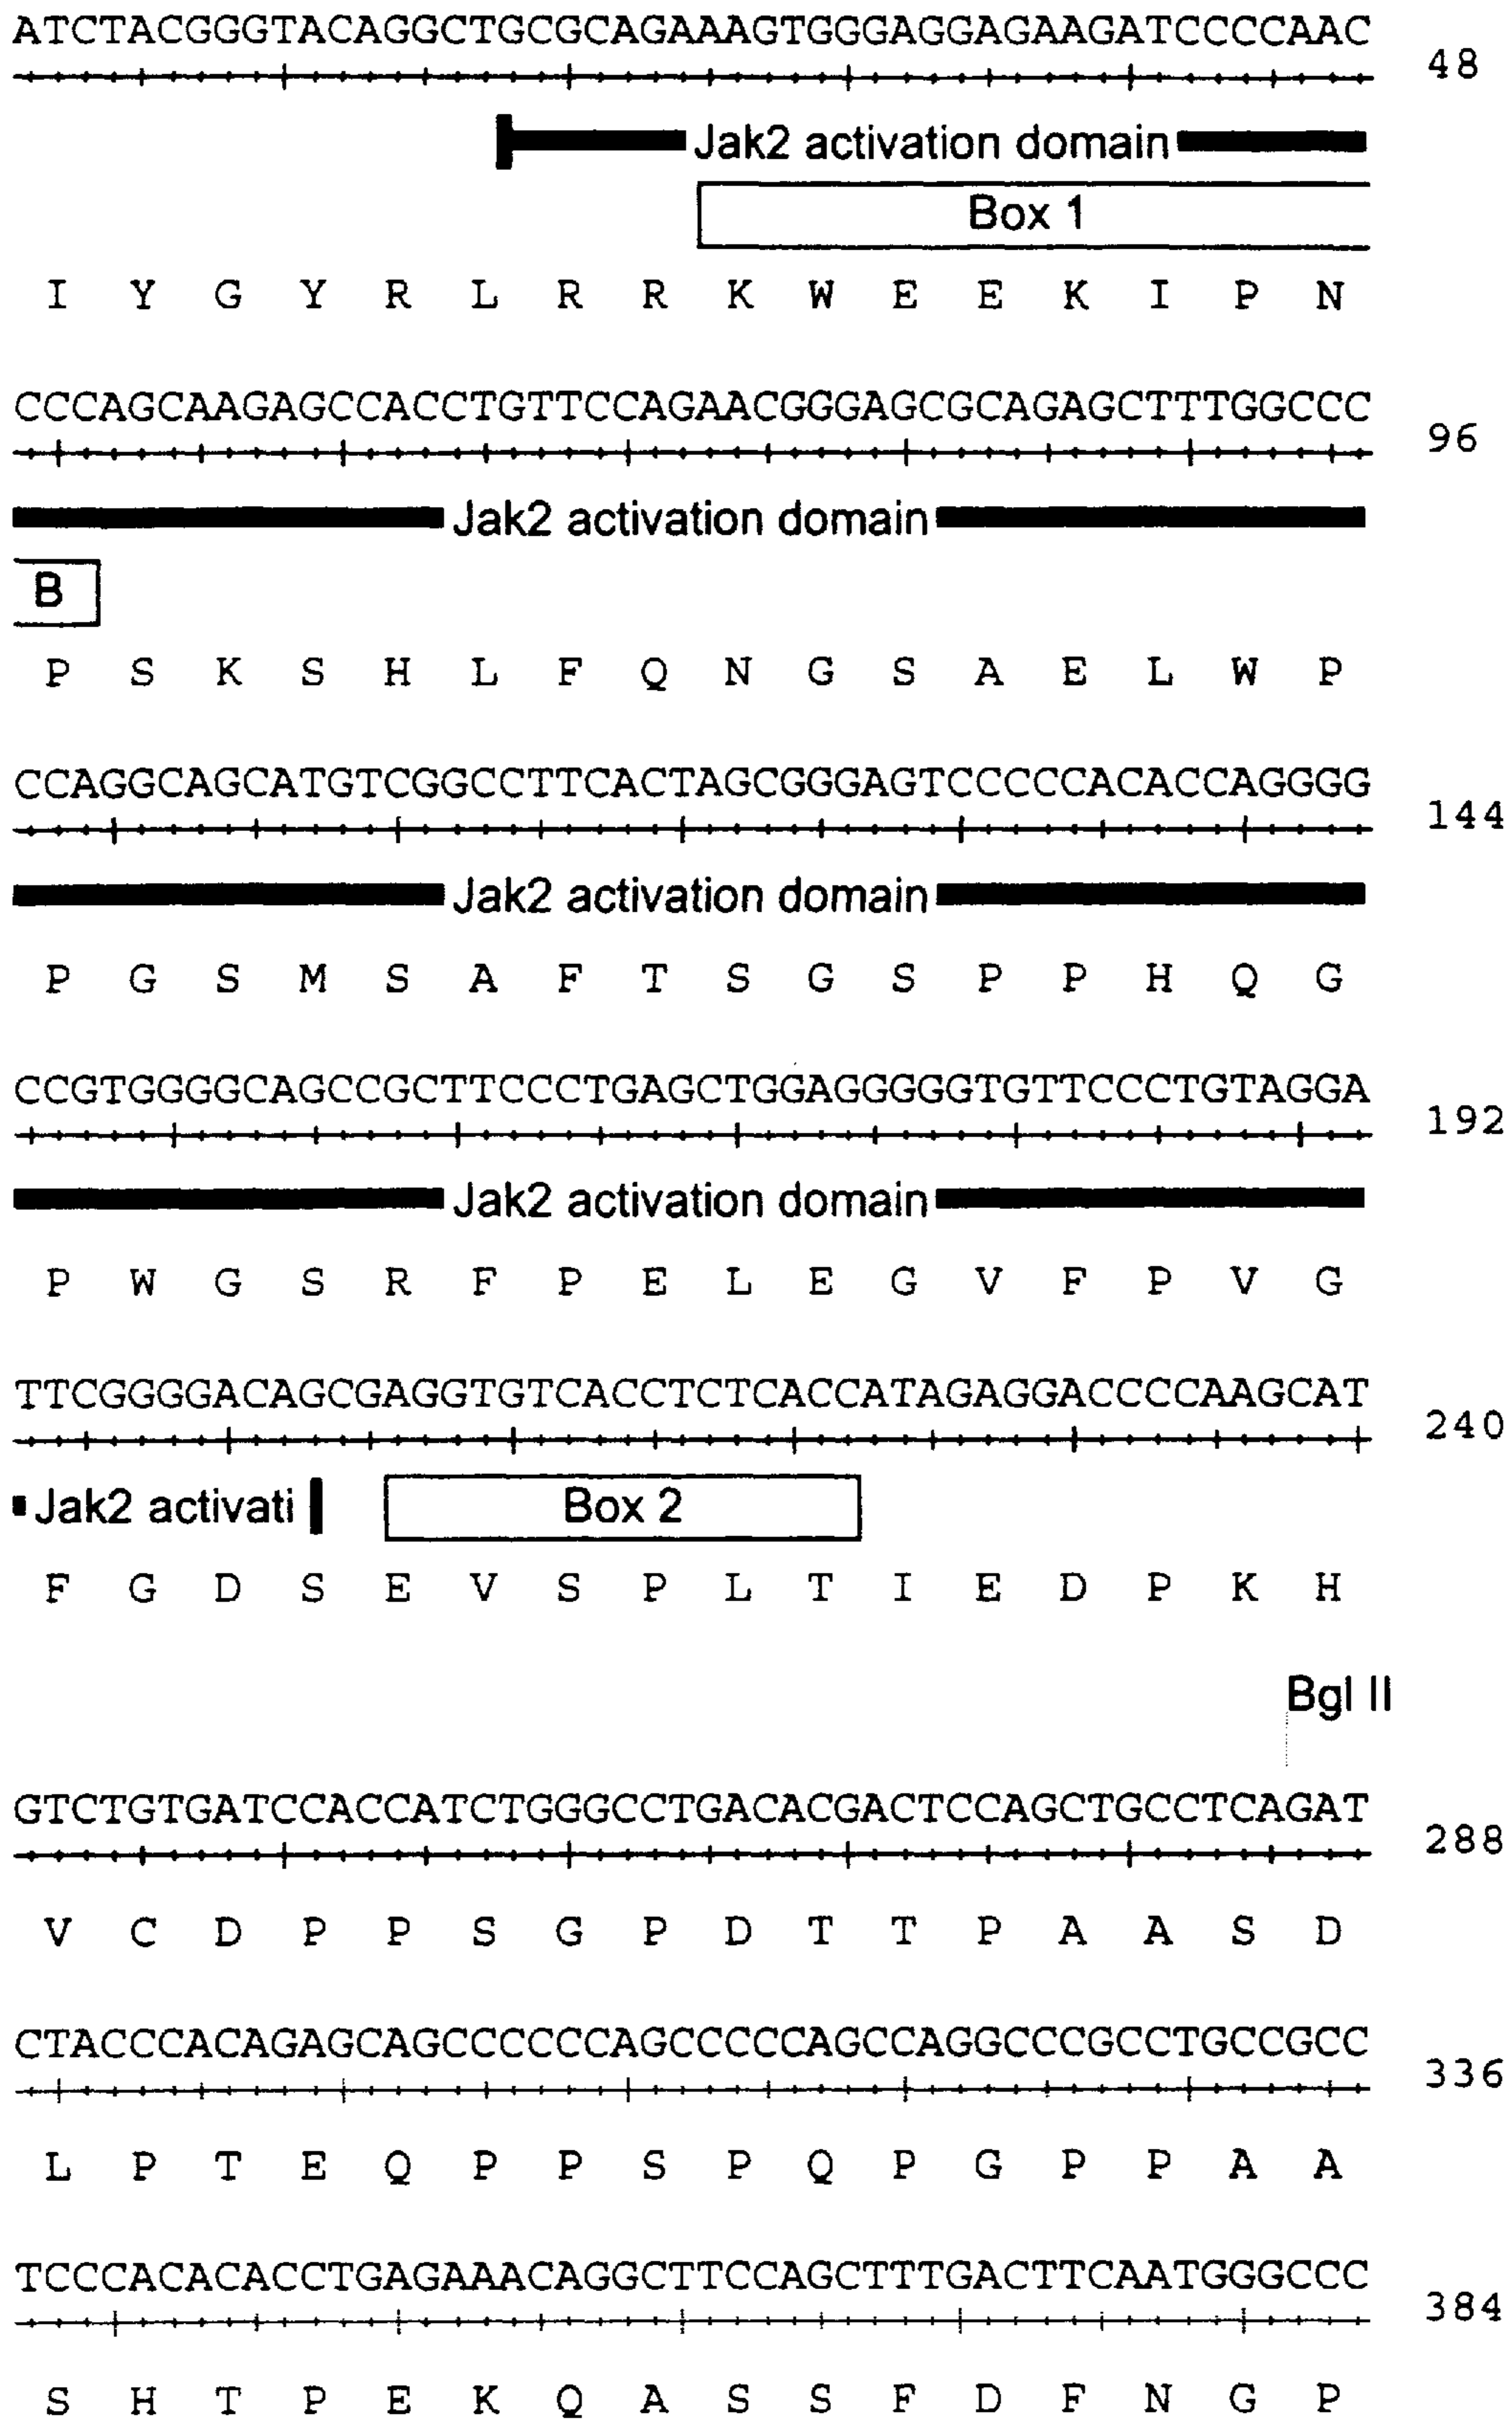 ATCTACGGGTACAGGCTGCGCAGAAAGTGGGAGGAGAAGATCCCCAAC 48
Jak2 activation domain
Box 1
I Y G Y R L R R K W E E K I P N
CCCAGCAAGAGCCACCTGTTCCAGAACGGGAGCGCAGAGCTTTGGCCC 96
Jak2 activation domain
B
P S K S H L F Q N G S A E L W P
CCAGGCAGCATGTCGGCCTTCACTAGCGGGAGTCCCCCACACCAGGGG 144
Jak2 activation domain
P G S M S A F T S G S P P H Q G
CCGTGGGGCAGCCGCTTCCCTGAGCTGGAGGGGGTGTTCCCTGTAGGA 192
Jak2 activation domain
P W G S R F P E L E G V F P V G
TTCGGGGACAGCGAGGTGTCACCTCTCACCATAGAGGACCCCAAGCAT 240
Jak2 activati
Box 2
F G D S E V S P L T I E D P K H
Bgl II
GTCTGTGATCCACCATCTGGGCCTGACACGACTCCAGCTGCCTCAGAT 288
V C D P P S G P D T T P A A S D
CTACCCACAGAGCAGCCCCCCAGCCCCCAGCCAGGCCCGCCTGCCGCC 336
L P T E Q P P S P Q P G P P A A
TCCCACACACCTGAGAAACAGGCTTCCAGCTTTGACTTCAATGGGCCC 384
S H T P E K Q A S S F D F N G P